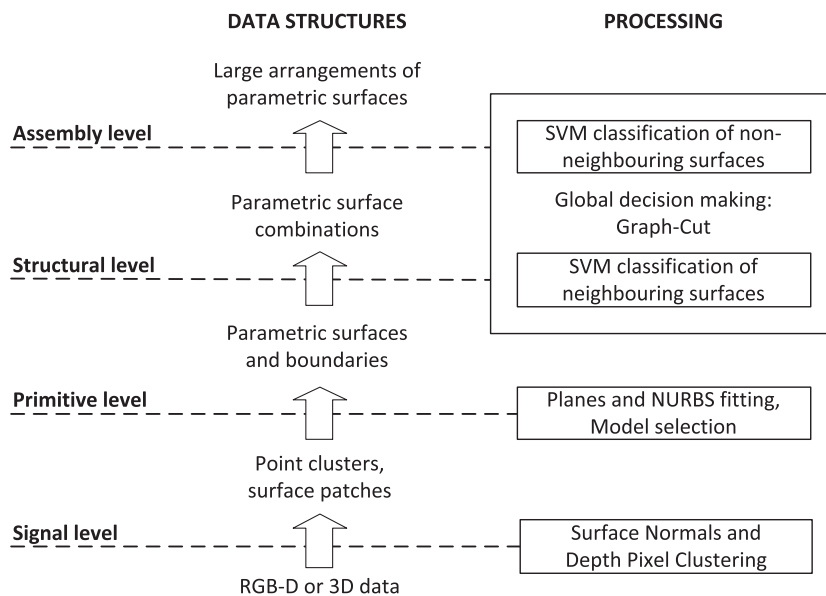 DATA STRUCTURES
PROCESSING
Large arrangements of
parametric surfaces
Assembly level
SVM classification of non-
neighbouring surfaces
Parametric surface
combinations
Global decision making:
Graph-Cut
Structural level
SVM classification of
neighbouring surfaces
Parametric surfaces
and boundaries
Primitive level
Planes and NURBS fitting,
Model selection
Point clusters,
surface patches
Signal level
Surface Normals and
Depth Pixel Clustering
RGB-D or 3D data